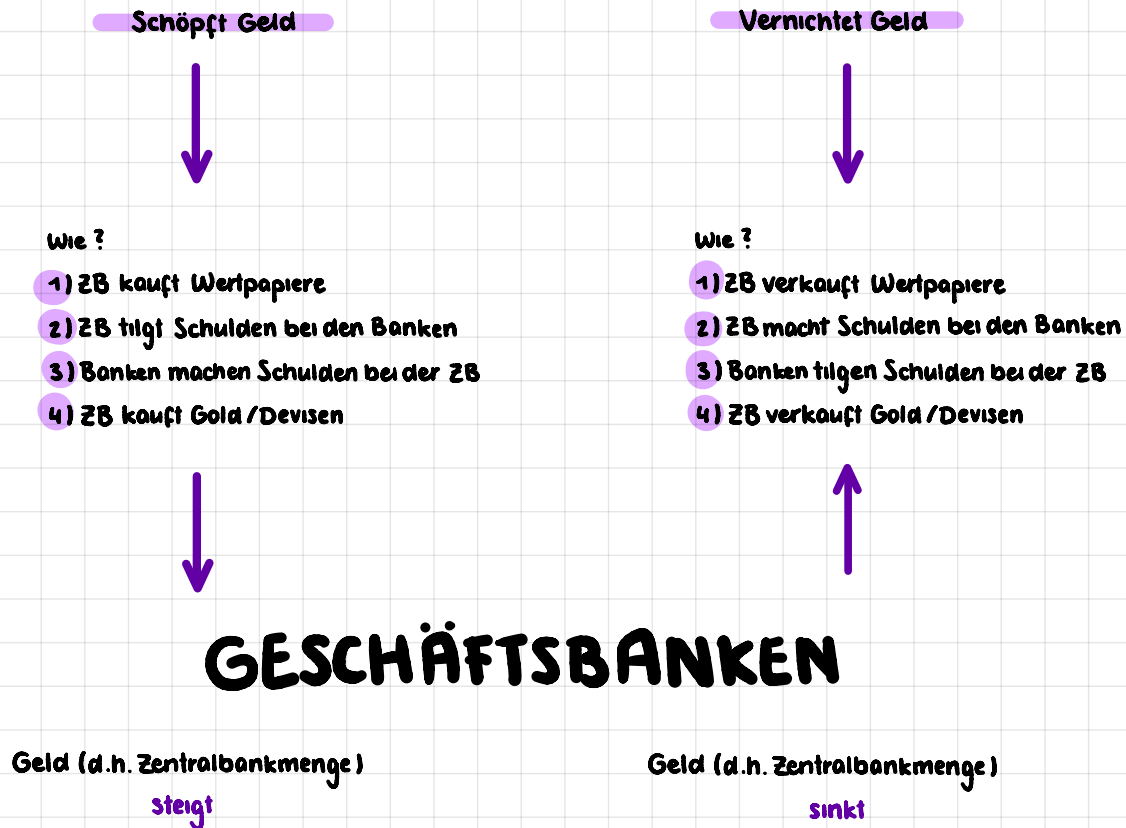 Schöpft Geld
Vernichtet Geld
Wie?
1) ZB kauft Wertpapiere
2) ZB tilgt Schulden bei den Banken
3) Banken machen Schulden bei der ZB
4) ZB kauft Gold/Devisen
Wie?
1) ZB verkauft Wertpapiere
2) ZB macht Schulden bei den Banken
3) Banken tilgen Schulden bei der ZB
4) ZB verkauft Gold/Devisen
GESCHÄFTSBANKEN
Geld (d.h. Zentralbankmenge)
steigt
Geld (d.h. Zentralbankmenge)
sinkt